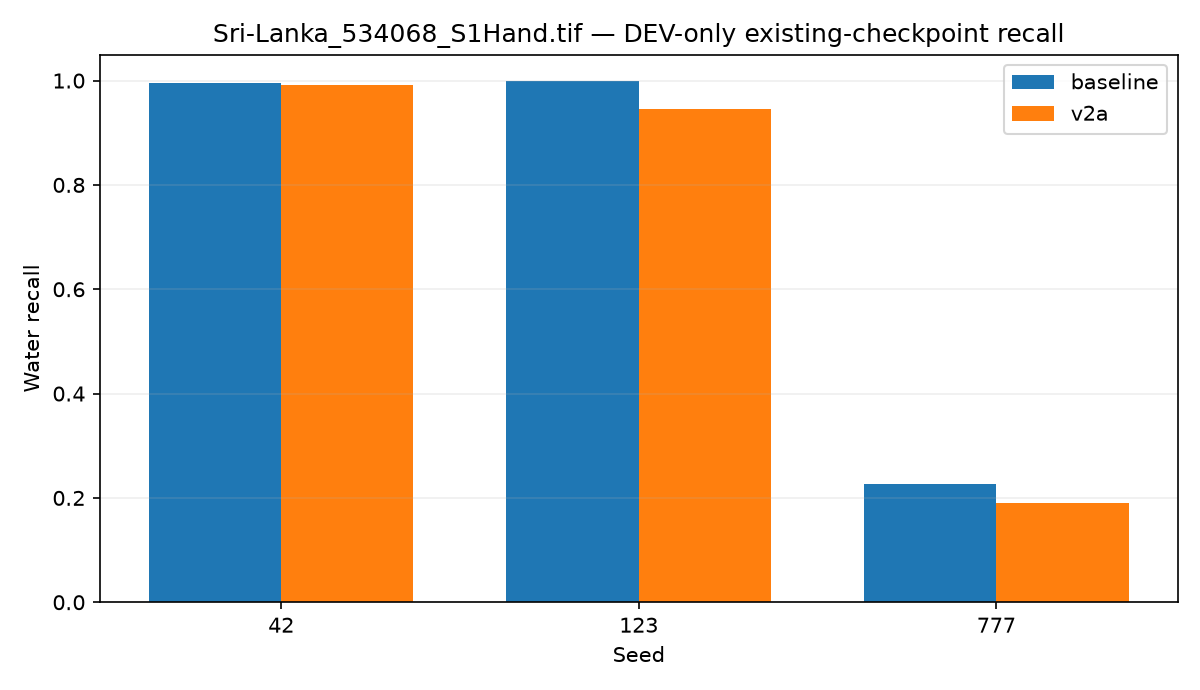 Sri-Lanka_534068_S1Hand.tif — DEV-only existing-checkpoint recall
baseline
v2a
Water recall
1.0
0.8
0.6
0.4
0.2
0.0
42
123
777
Seed